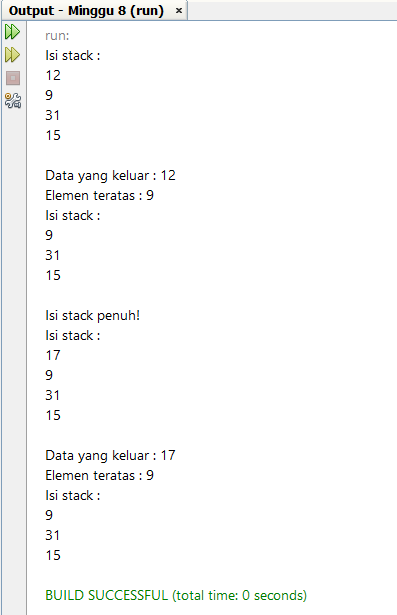 Output - Minggu 8 (run) ×
run:
Isi stack :
12
9
31
15
Data yang keluar : 12
Elemen teratas : 9
Isi stack :
9
31
15
Isi stack penuh!
Isi stack :
17
9
31
15
Data yang keluar : 17
Elemen teratas : 9
Isi stack :
9
31
15
BUILD SUCCESSFUL (total time: 0 seconds)